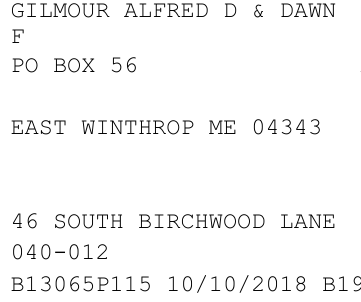 GILMOUR ALFRED D & DAWN
F
PO BOX 56
EAST WINTHROP ME 04343
46 SOUTH BIRCHWOOD LANE
040-012
B13065P115 10/10/2018 B19